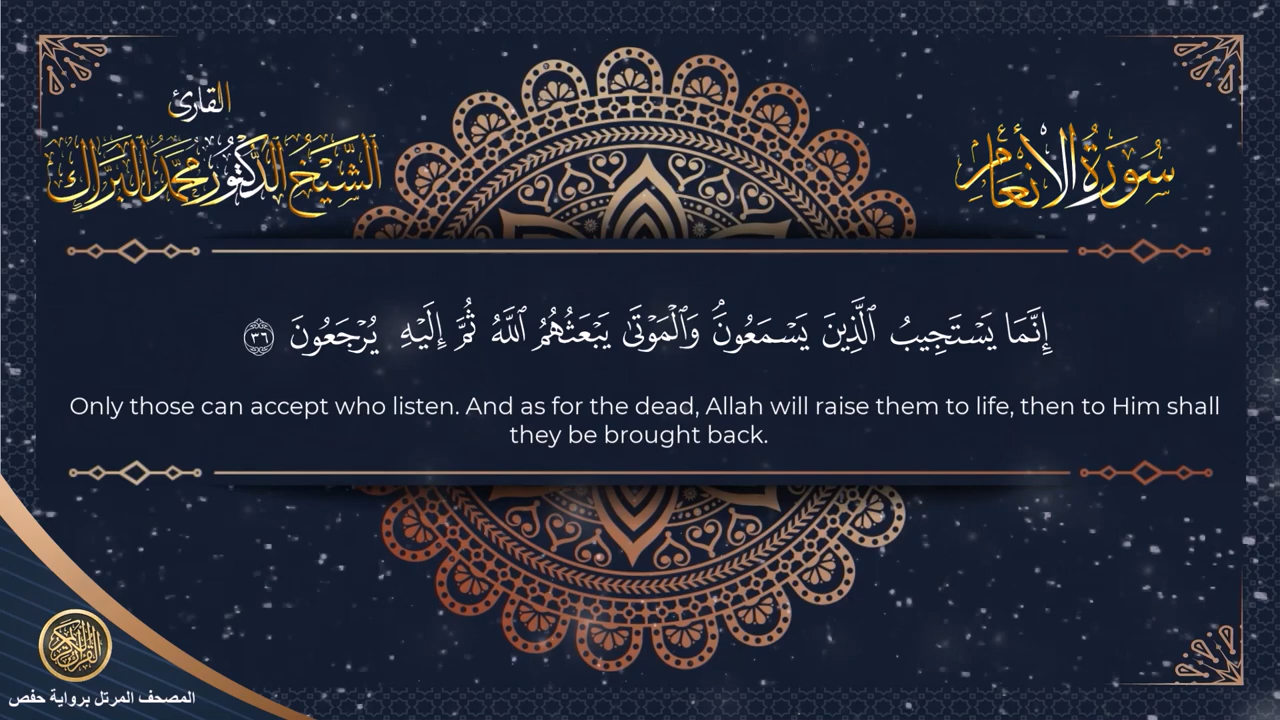 القارئ
الشيخ الدكتور محمد البراك
سورة الأنعام
إِنَّمَا يَسْتَجِيبُ ٱلَّذِينَ يَسْمَعُونَۘ وَٱلْمَوْتَىٰ يَبْعَثُهُمُ ٱللَّهُ ثُمَّ إِلَيْهِ يُرْجَعُونَ ٣٦
Only those can accept who listen. And as for the dead, Allah will raise them to life, then to Him shall
they be brought back.
القرآن الكريم
المصحف المرتل برواية حفص